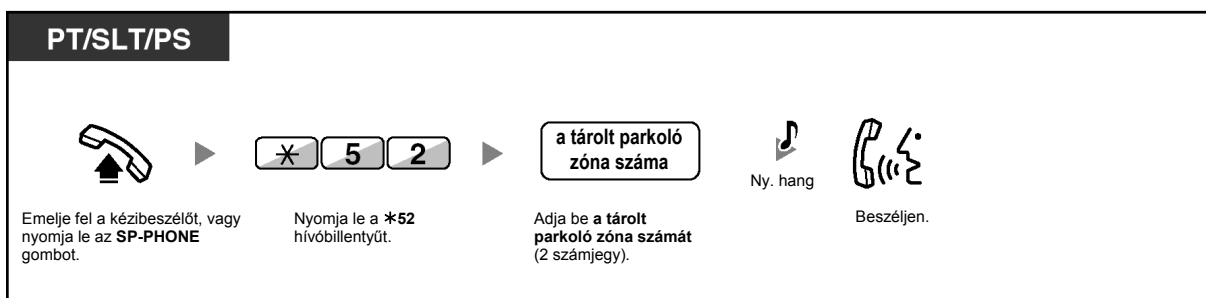 PT/SLT/PS
✳ 5 2
a tárolt parkoló
zóna száma
Ny. hang
Emelje fel a kézibeszélőt, vagy
nyomja le az SP-PHONE
gombot.
Nyomja le a ✳52
hívóbillentyűt.
Adja be a tárolt
parkoló zóna számát
(2 számjegy).
Beszéljen.